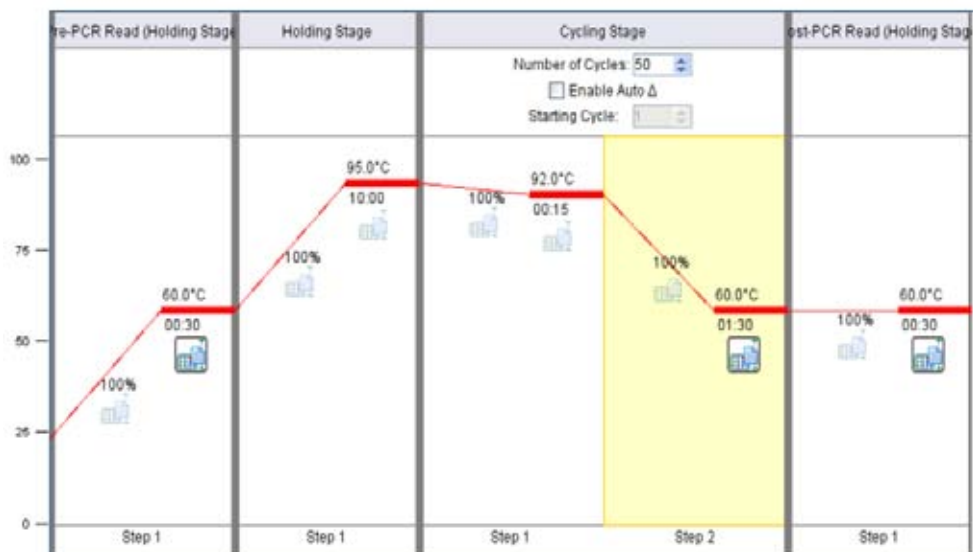 re-PCR Read (Holding Stage
Holding Stage
Cycling Stage
ost-PCR Read (Holding Stag
Number of Cycles: 50
Enable Auto Δ
Starting Cycle: 1
100
75
50
25
0
100%
60.0°C
00:30
100%
95.0°C
10:00
100%
92.0°C
00:15
100%
60.0°C
01:30
100%
60.0°C
00:30
Step 1
Step 1
Step 1
Step 2
Step 1